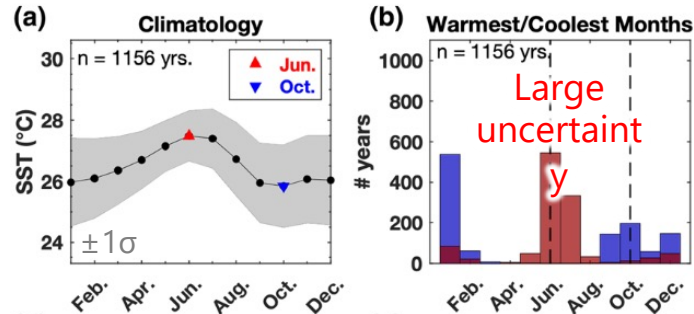 (a) Climatology
n = 1156 yrs.
Jun.
Oct.
SST (°C)
30
28
26
24
±1σ
Feb. Apr. Jun. Aug. Oct. Dec.
(b) Warmest/Coolest Months
n = 1156 yrs.
Large
uncertaint
y
# years
1000
800
600
400
200
0
Feb. Apr. Jun. Aug. Oct. Dec.